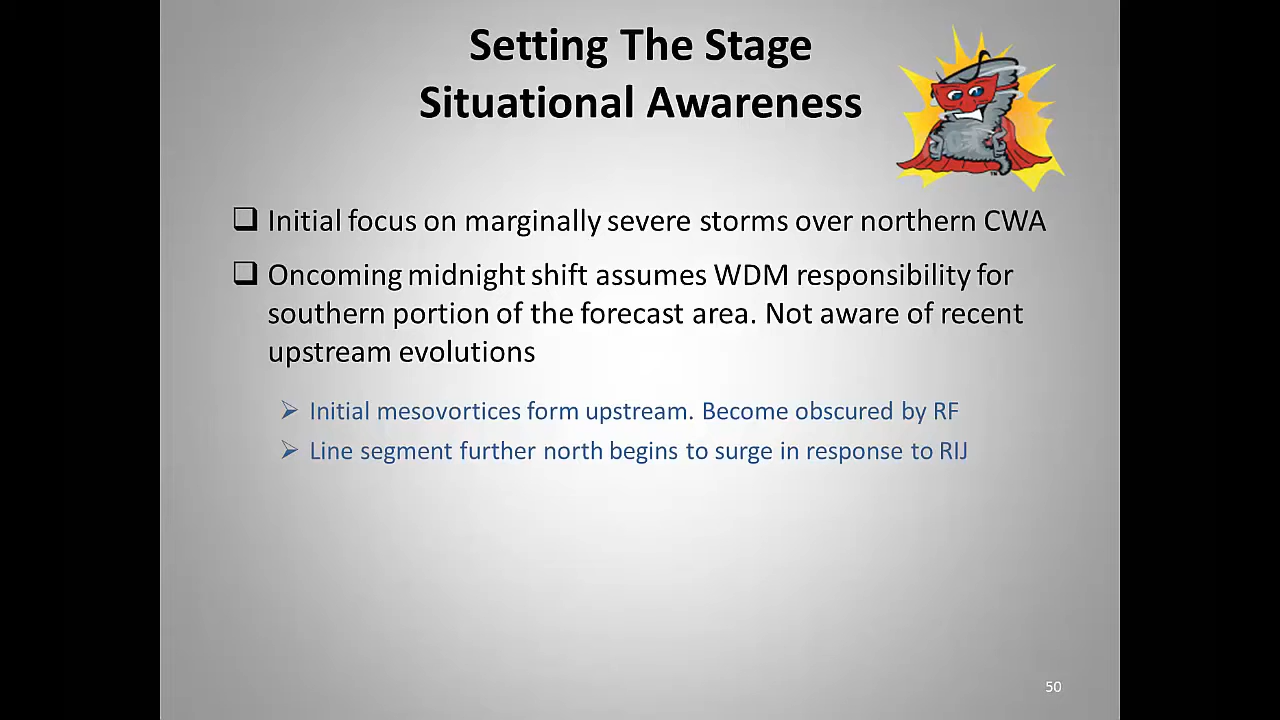 Setting The Stage
Situational Awareness
Initial focus on marginally severe storms over northern CWA
Oncoming midnight shift assumes WDM responsibility for
southern portion of the forecast area. Not aware of recent
upstream evolutions
Initial mesovortices form upstream. Become obscured by RF
Line segment further north begins to surge in response to RIJ
50